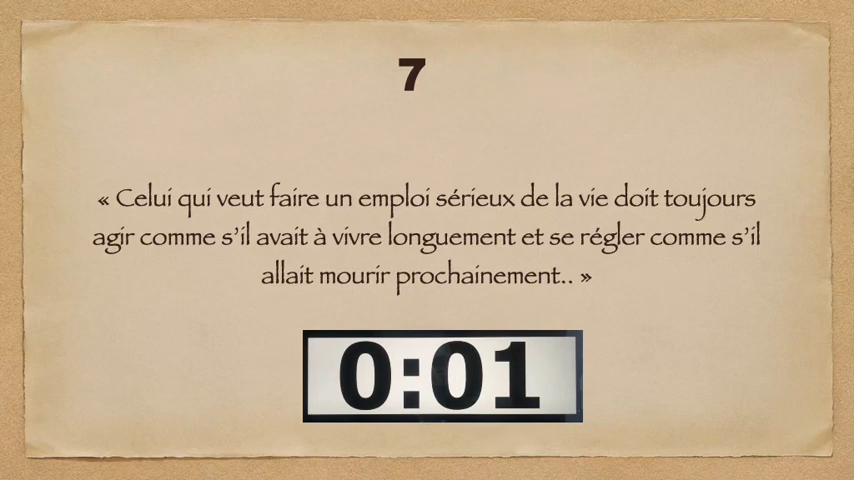 7
« Celui qui veut faire un emploi sérieux de la vie doit toujours
agir comme s’il avait à vivre longuement et se régler comme s’il
allait mourir prochainement.. »
0:01